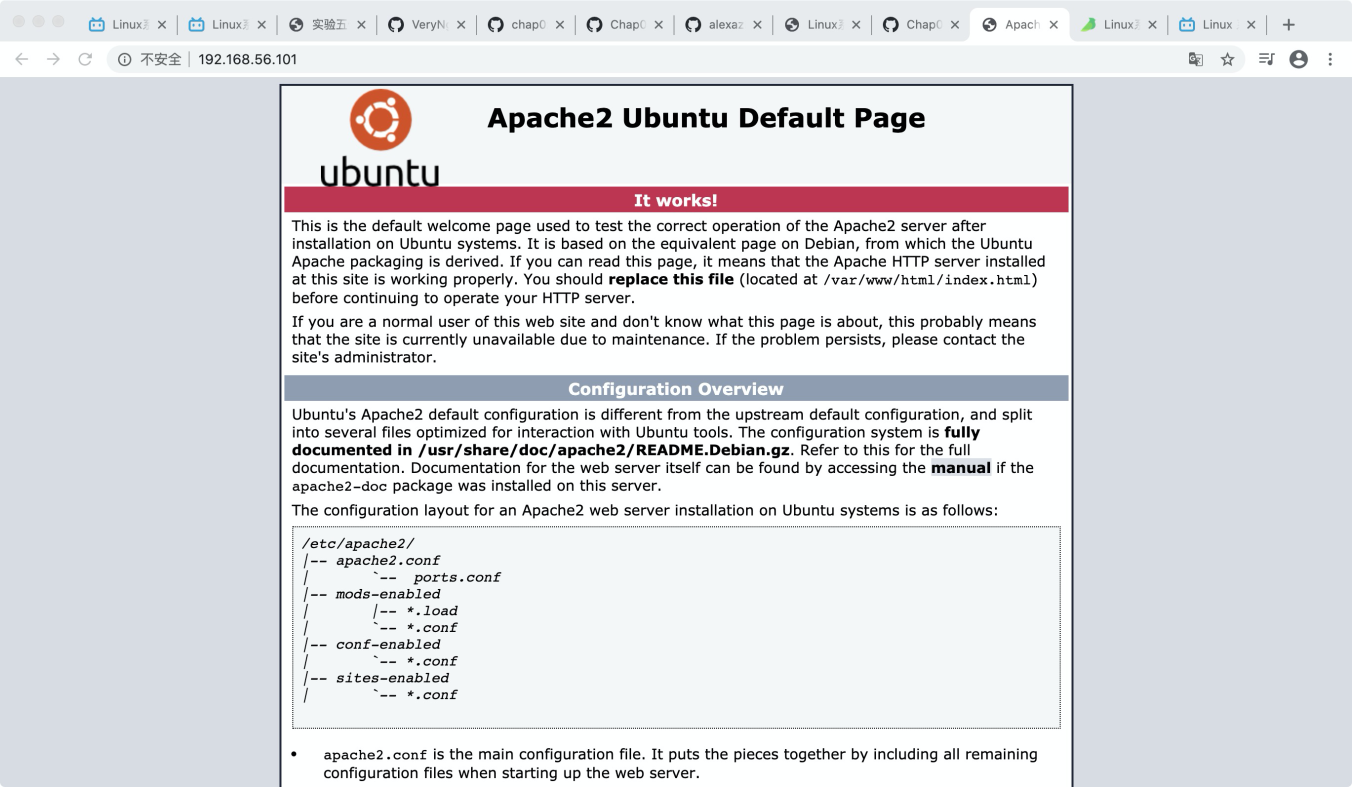 Linux
Linux
实验五
VeryN
chap0
Chap0
alexaz
Linux
Chap0
Apach
Linux
Linux
不安全
192.168.56.101
ubuntu
Apache2 Ubuntu Default Page
It works!
This is the default welcome page used to test the correct operation of the Apache2 server after
installation on Ubuntu systems. It is based on the equivalent page on Debian, from which the Ubuntu
Apache packaging is derived. If you can read this page, it means that the Apache HTTP server installed
at this site is working properly. You should replace this file (located at /var/www/html/index.html)
before continuing to operate your HTTP server.
If you are a normal user of this web site and don't know what this page is about, this probably means
that the site is currently unavailable due to maintenance. If the problem persists, please contact the
site's administrator.
Configuration Overview
Ubuntu's Apache2 default configuration is different from the upstream default configuration, and split
into several files optimized for interaction with Ubuntu tools. The configuration system is fully
documented in /usr/share/doc/apache2/README.Debian.gz. Refer to this for the full
documentation. Documentation for the web server itself can be found by accessing the manual if the
apache2-doc package was installed on this server.
The configuration layout for an Apache2 web server installation on Ubuntu systems is as follows:
/etc/apache2/
|-- apache2.conf
|       `--  ports.conf
|-- mods-enabled
|       |-- *.load
|       `-- *.conf
|-- conf-enabled
|       `-- *.conf
|-- sites-enabled
|       `-- *.conf
• apache2.conf is the main configuration file. It puts the pieces together by including all remaining
configuration files when starting up the web server.